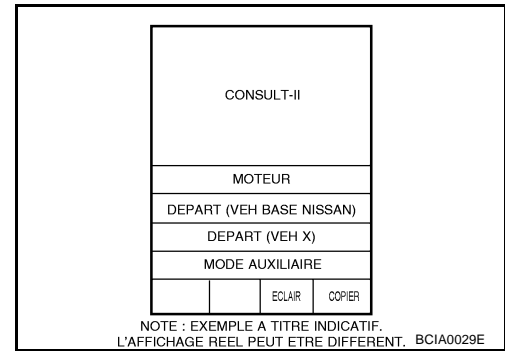 CONSULT-II
MOTEUR
DEPART (VEH BASE NISSAN)
DEPART (VEH X)
MODE AUXILIAIRE
ECLAIR COPIER
NOTE : EXEMPLE A TITRE INDICATIF.
L'AFFICHAGE REEL PEUT ETRE DIFFERENT. BCIA0029E